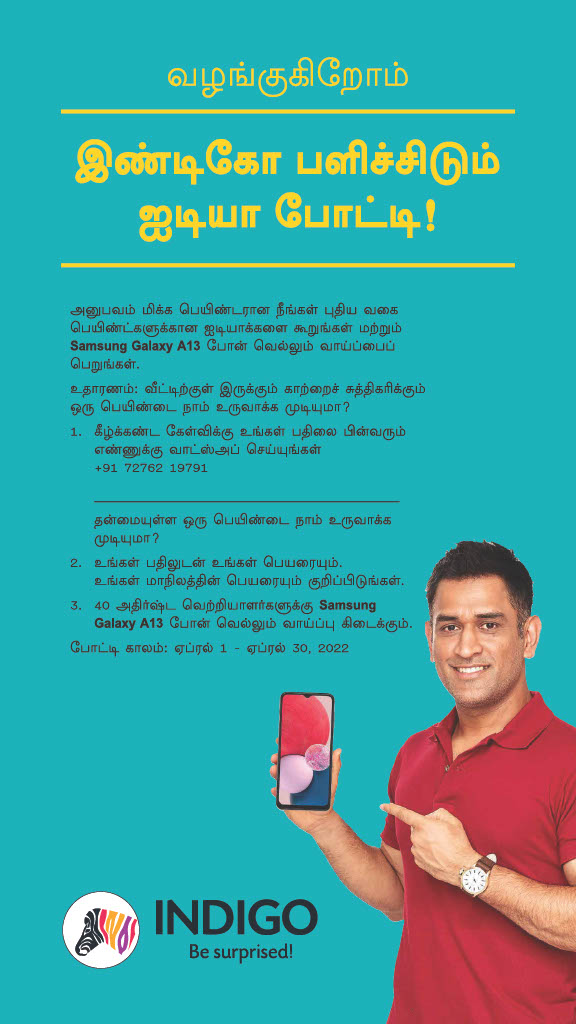 வழங்குகிறோம்
இண்டிகோ பளிச்சிடும்
ஐடியா போட்டி!
அனுபவம் மிக்க பெயிண்டரான நீங்கள் புதிய வகை
பெயிண்ட்களுக்கான ஐடியாக்களை கூறுங்கள் மற்றும்
Samsung Galaxy A13 போன் வெல்லும் வாய்ப்பைப்
பெறுங்கள்.
உதாரணம்: வீட்டிற்குள் இருக்கும் காற்றைச் சுத்திகரிக்கும்
ஒரு பெயிண்டை நாம் உருவாக்க முடியுமா?
1. கீழ்க்கண்ட கேள்விக்கு உங்கள் பதிலை பின்வரும்
எண்ணுக்கு வாட்ஸ்அப் செய்யுங்கள்
+91 72762 19791
தன்மையுள்ள ஒரு பெயிண்டை நாம் உருவாக்க
முடியுமா?
2. உங்கள் பதிலுடன் உங்கள் பெயரையும்.
உங்கள் மாநிலத்தின் பெயரையும் குறிப்பிடுங்கள்.
3. 40 அதிர்ஷ்ட வெற்றியாளர்களுக்கு Samsung
Galaxy A13 போன் வெல்லும் வாய்ப்பு கிடைக்கும்.
போட்டி காலம்: ஏப்ரல் 1 - ஏப்ரல் 30, 2022
INDIGO
Be surprised!